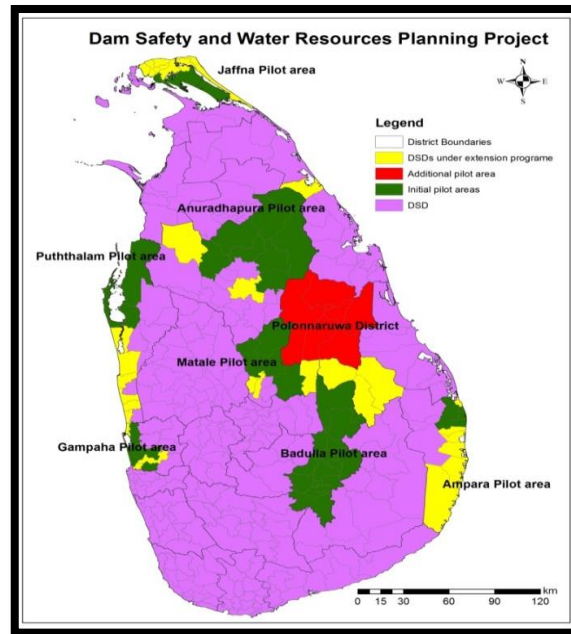 Dam Safety and Water Resources Planning Project
Jaffna Pilot area
N
W E
S
Legend
District Boundaries
DSDs under extension programe
Additional pilot area
Initial pilot areas
DSD
Anuradhapura Pilot area
Puththalam Pilot area
Polonnaruwa District
Matale Pilot area
Gampaha Pilot area
Badulla Pilot area
Ampara Pilot area
km
0 15 30 60 90 120